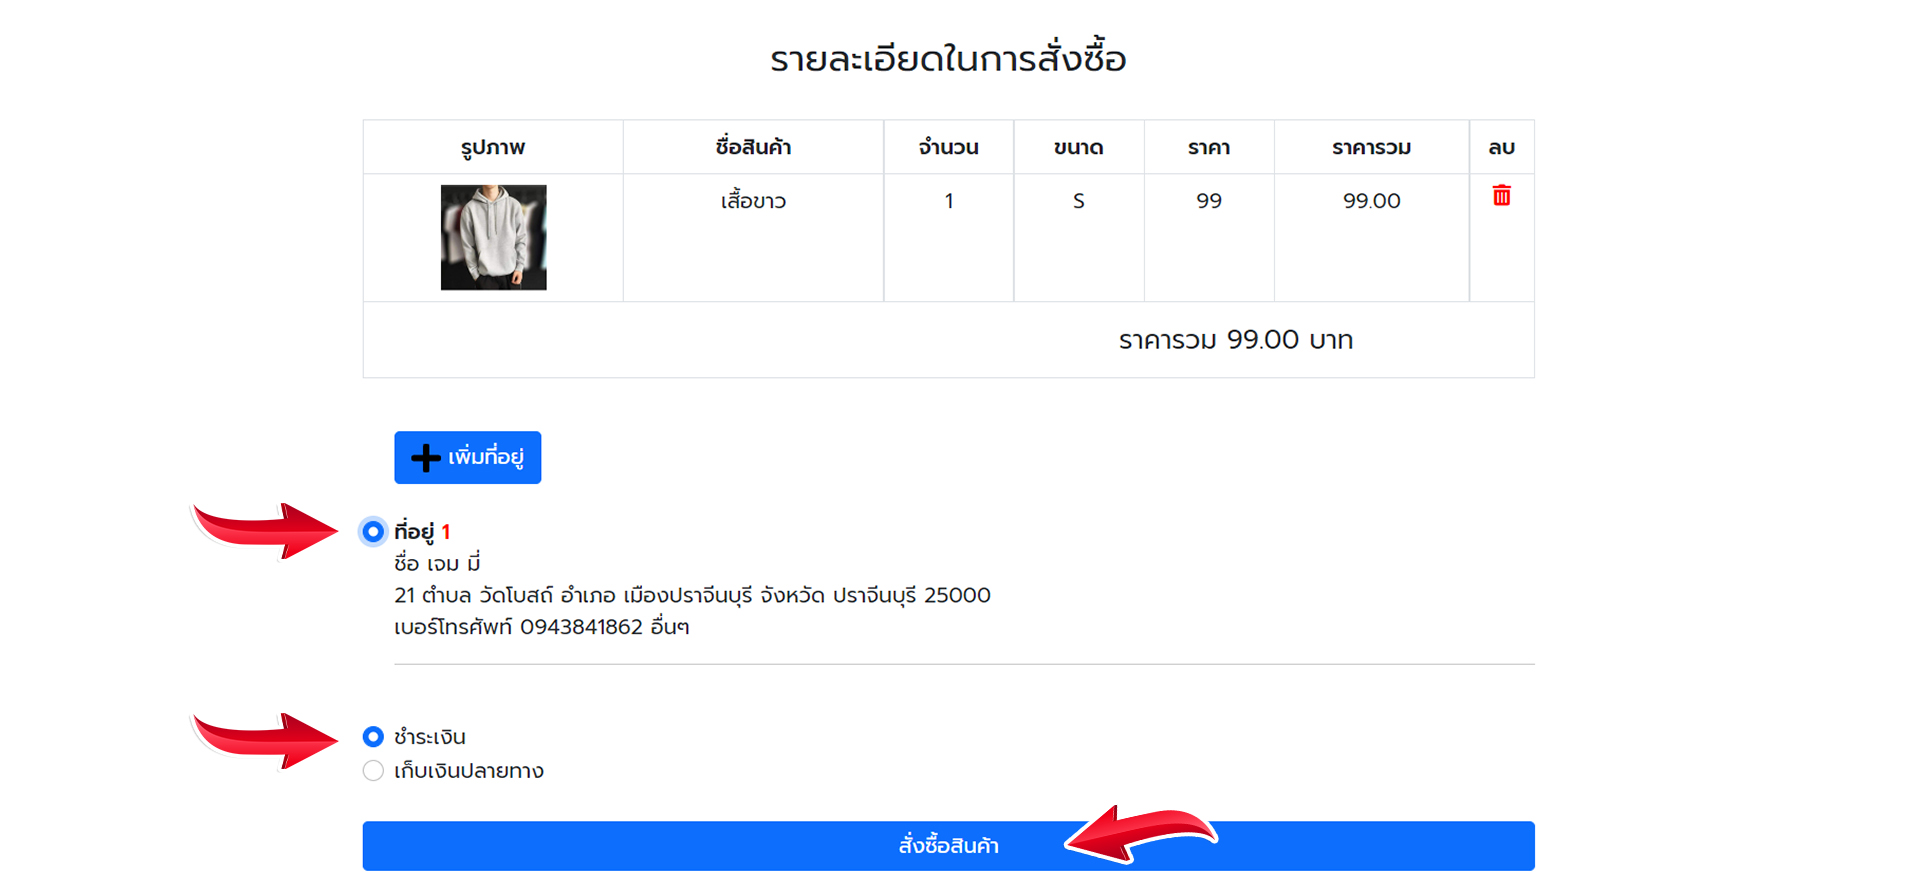 รายละเอียดในการสั่งซื้อ
รูปภาพ ชื่อสินค้า จำนวน ขนาด ราคา ราคารวม ลบ
เสื้อขาว 1 S 99 99.00
ราคารวม 99.00 บาท
เพิ่มที่อยู่
ที่อยู่ 1
ชื่อ เจม มี่
21 ตำบล วัดโบสถ์ อำเภอ เมืองปราจีนบุรี จังหวัด ปราจีนบุรี 25000
เบอร์โทรศัพท์ 0943841862 อื่นๆ
ชำระเงิน
เก็บเงินปลายทาง
สั่งซื้อสินค้า